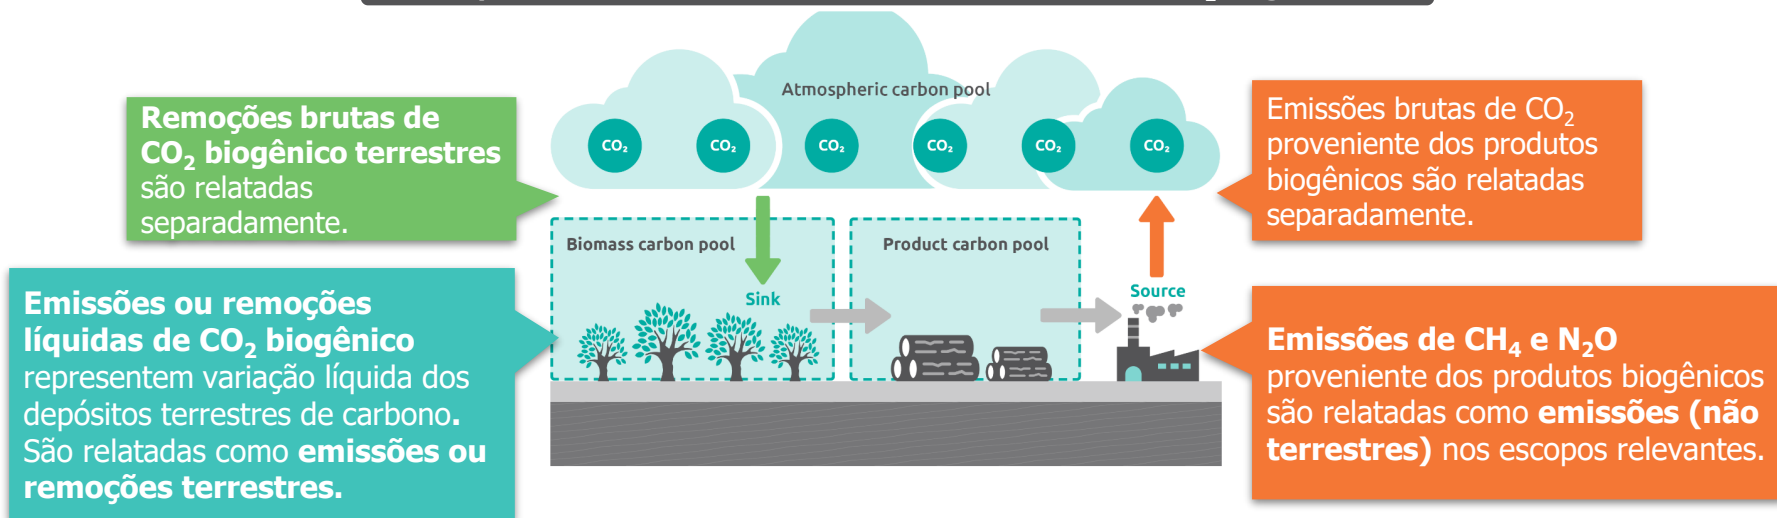 Atmospheric carbon pool
CO₂ CO₂ CO₂ CO₂ CO₂ CO₂
Remoções brutas de
CO₂ biogênico terrestres
são relatadas
separadamente.
Emissões brutas de CO₂
proveniente dos produtos
biogênicos são relatadas
separadamente.
Biomass carbon pool
Product carbon pool
Sink
Source
Emissões ou remoções
líquidas de CO₂ biogênico
representem variação líquida dos
depósitos terrestres de carbono.
São relatadas como emissões ou
remoções terrestres.
Emissões de CH₄ e N₂O
proveniente dos produtos biogênicos
são relatadas como emissões (não
terrestres) nos escopos relevantes.